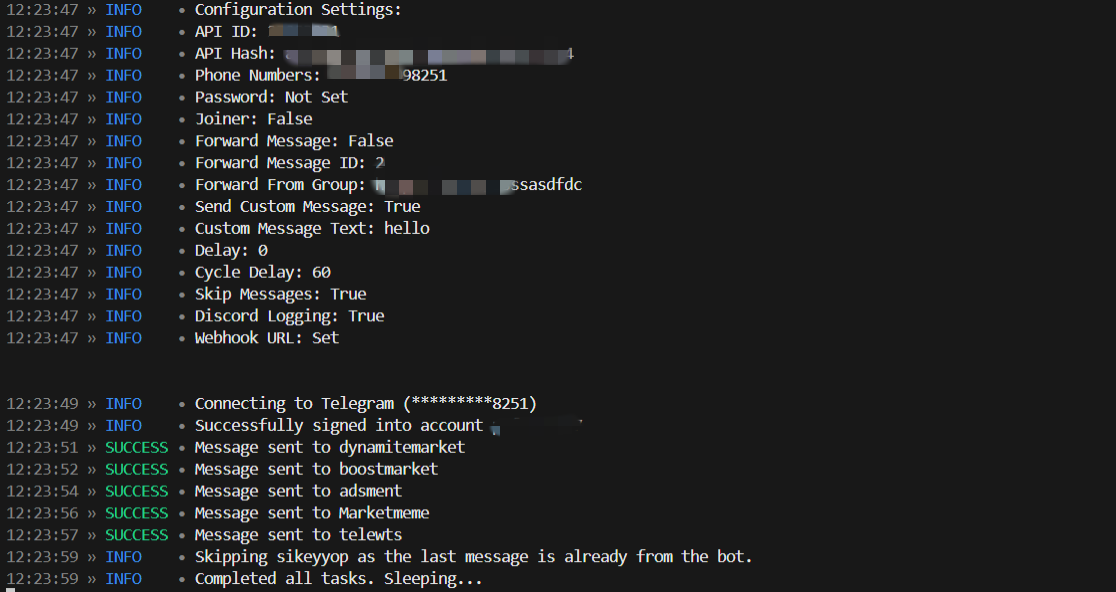 12:23:47 » INFO • Configuration Settings:
12:23:47 » INFO • API ID:
12:23:47 » INFO • API Hash: 4
12:23:47 » INFO • Phone Numbers: 98251
12:23:47 » INFO • Password: Not Set
12:23:47 » INFO • Joiner: False
12:23:47 » INFO • Forward Message: False
12:23:47 » INFO • Forward Message ID: 2
12:23:47 » INFO • Forward From Group: ssasdfdc
12:23:47 » INFO • Send Custom Message: True
12:23:47 » INFO • Custom Message Text: hello
12:23:47 » INFO • Delay: 0
12:23:47 » INFO • Cycle Delay: 60
12:23:47 » INFO • Skip Messages: True
12:23:47 » INFO • Discord Logging: True
12:23:47 » INFO • Webhook URL: Set
12:23:49 » INFO • Connecting to Telegram (*********8251)
12:23:49 » INFO • Successfully signed into account
12:23:51 » SUCCESS • Message sent to dynamitemarket
12:23:52 » SUCCESS • Message sent to boostmarket
12:23:54 » SUCCESS • Message sent to adsment
12:23:56 » SUCCESS • Message sent to Marketmeme
12:23:57 » SUCCESS • Message sent to telewts
12:23:59 » INFO • Skipping sikeyyop as the last message is already from the bot.
12:23:59 » INFO • Completed all tasks. Sleeping...